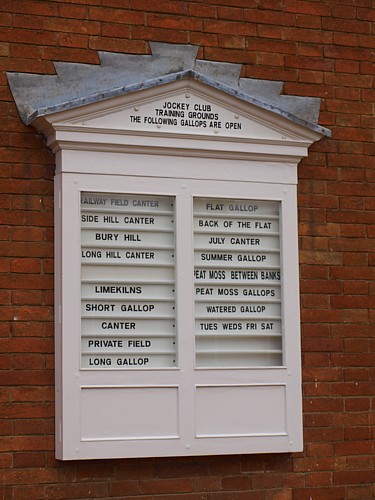 JOCKEY CLUB
TRAINING GROUNDS
THE FOLLOWING GALLOPS ARE OPEN
RAILWAY FIELD CANTER
SIDE HILL CANTER
BURY HILL
LONG HILL CANTER
LIMEKILNS
SHORT GALLOP
CANTER
PRIVATE FIELD
LONG GALLOP
FLAT GALLOP
BACK OF THE FLAT
JULY CANTER
SUMMER GALLOP
PEAT MOSS BETWEEN BANKS
PEAT MOSS GALLOPS
WATERED GALLOP
TUES WEDS FRI SAT